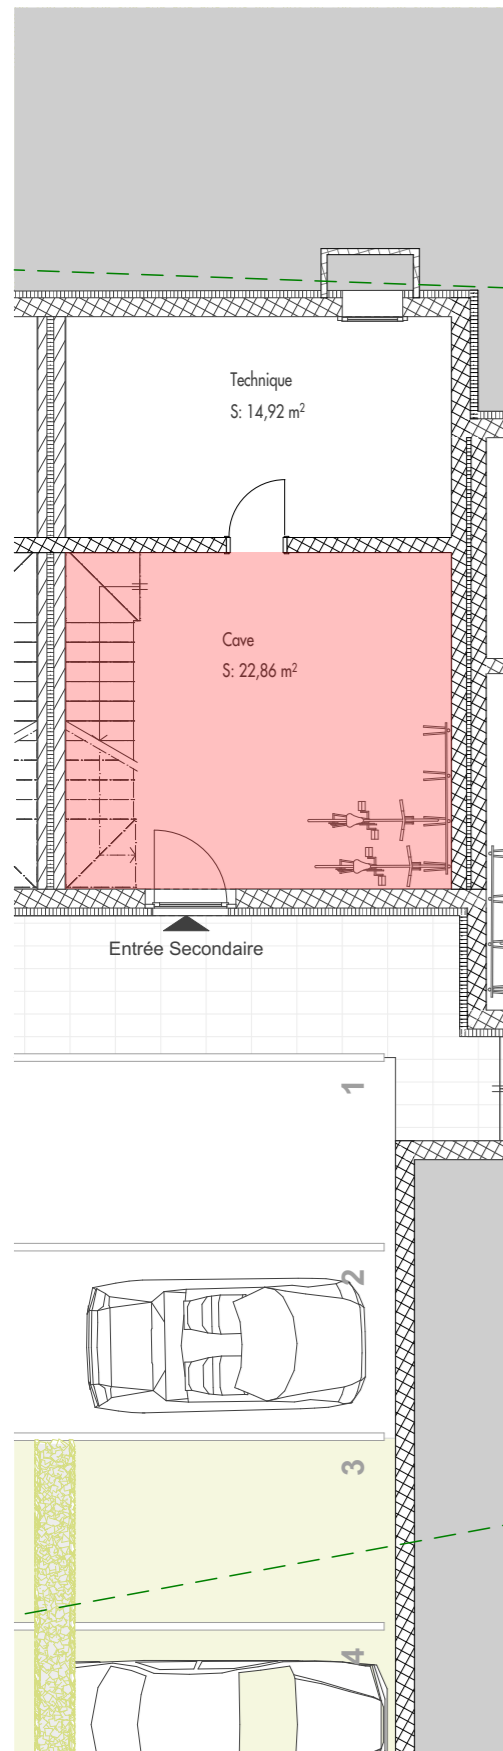 Technique
S: 14,92 m²
Cave
S: 22,86 m²
Entrée Secondaire
1
2
3
4